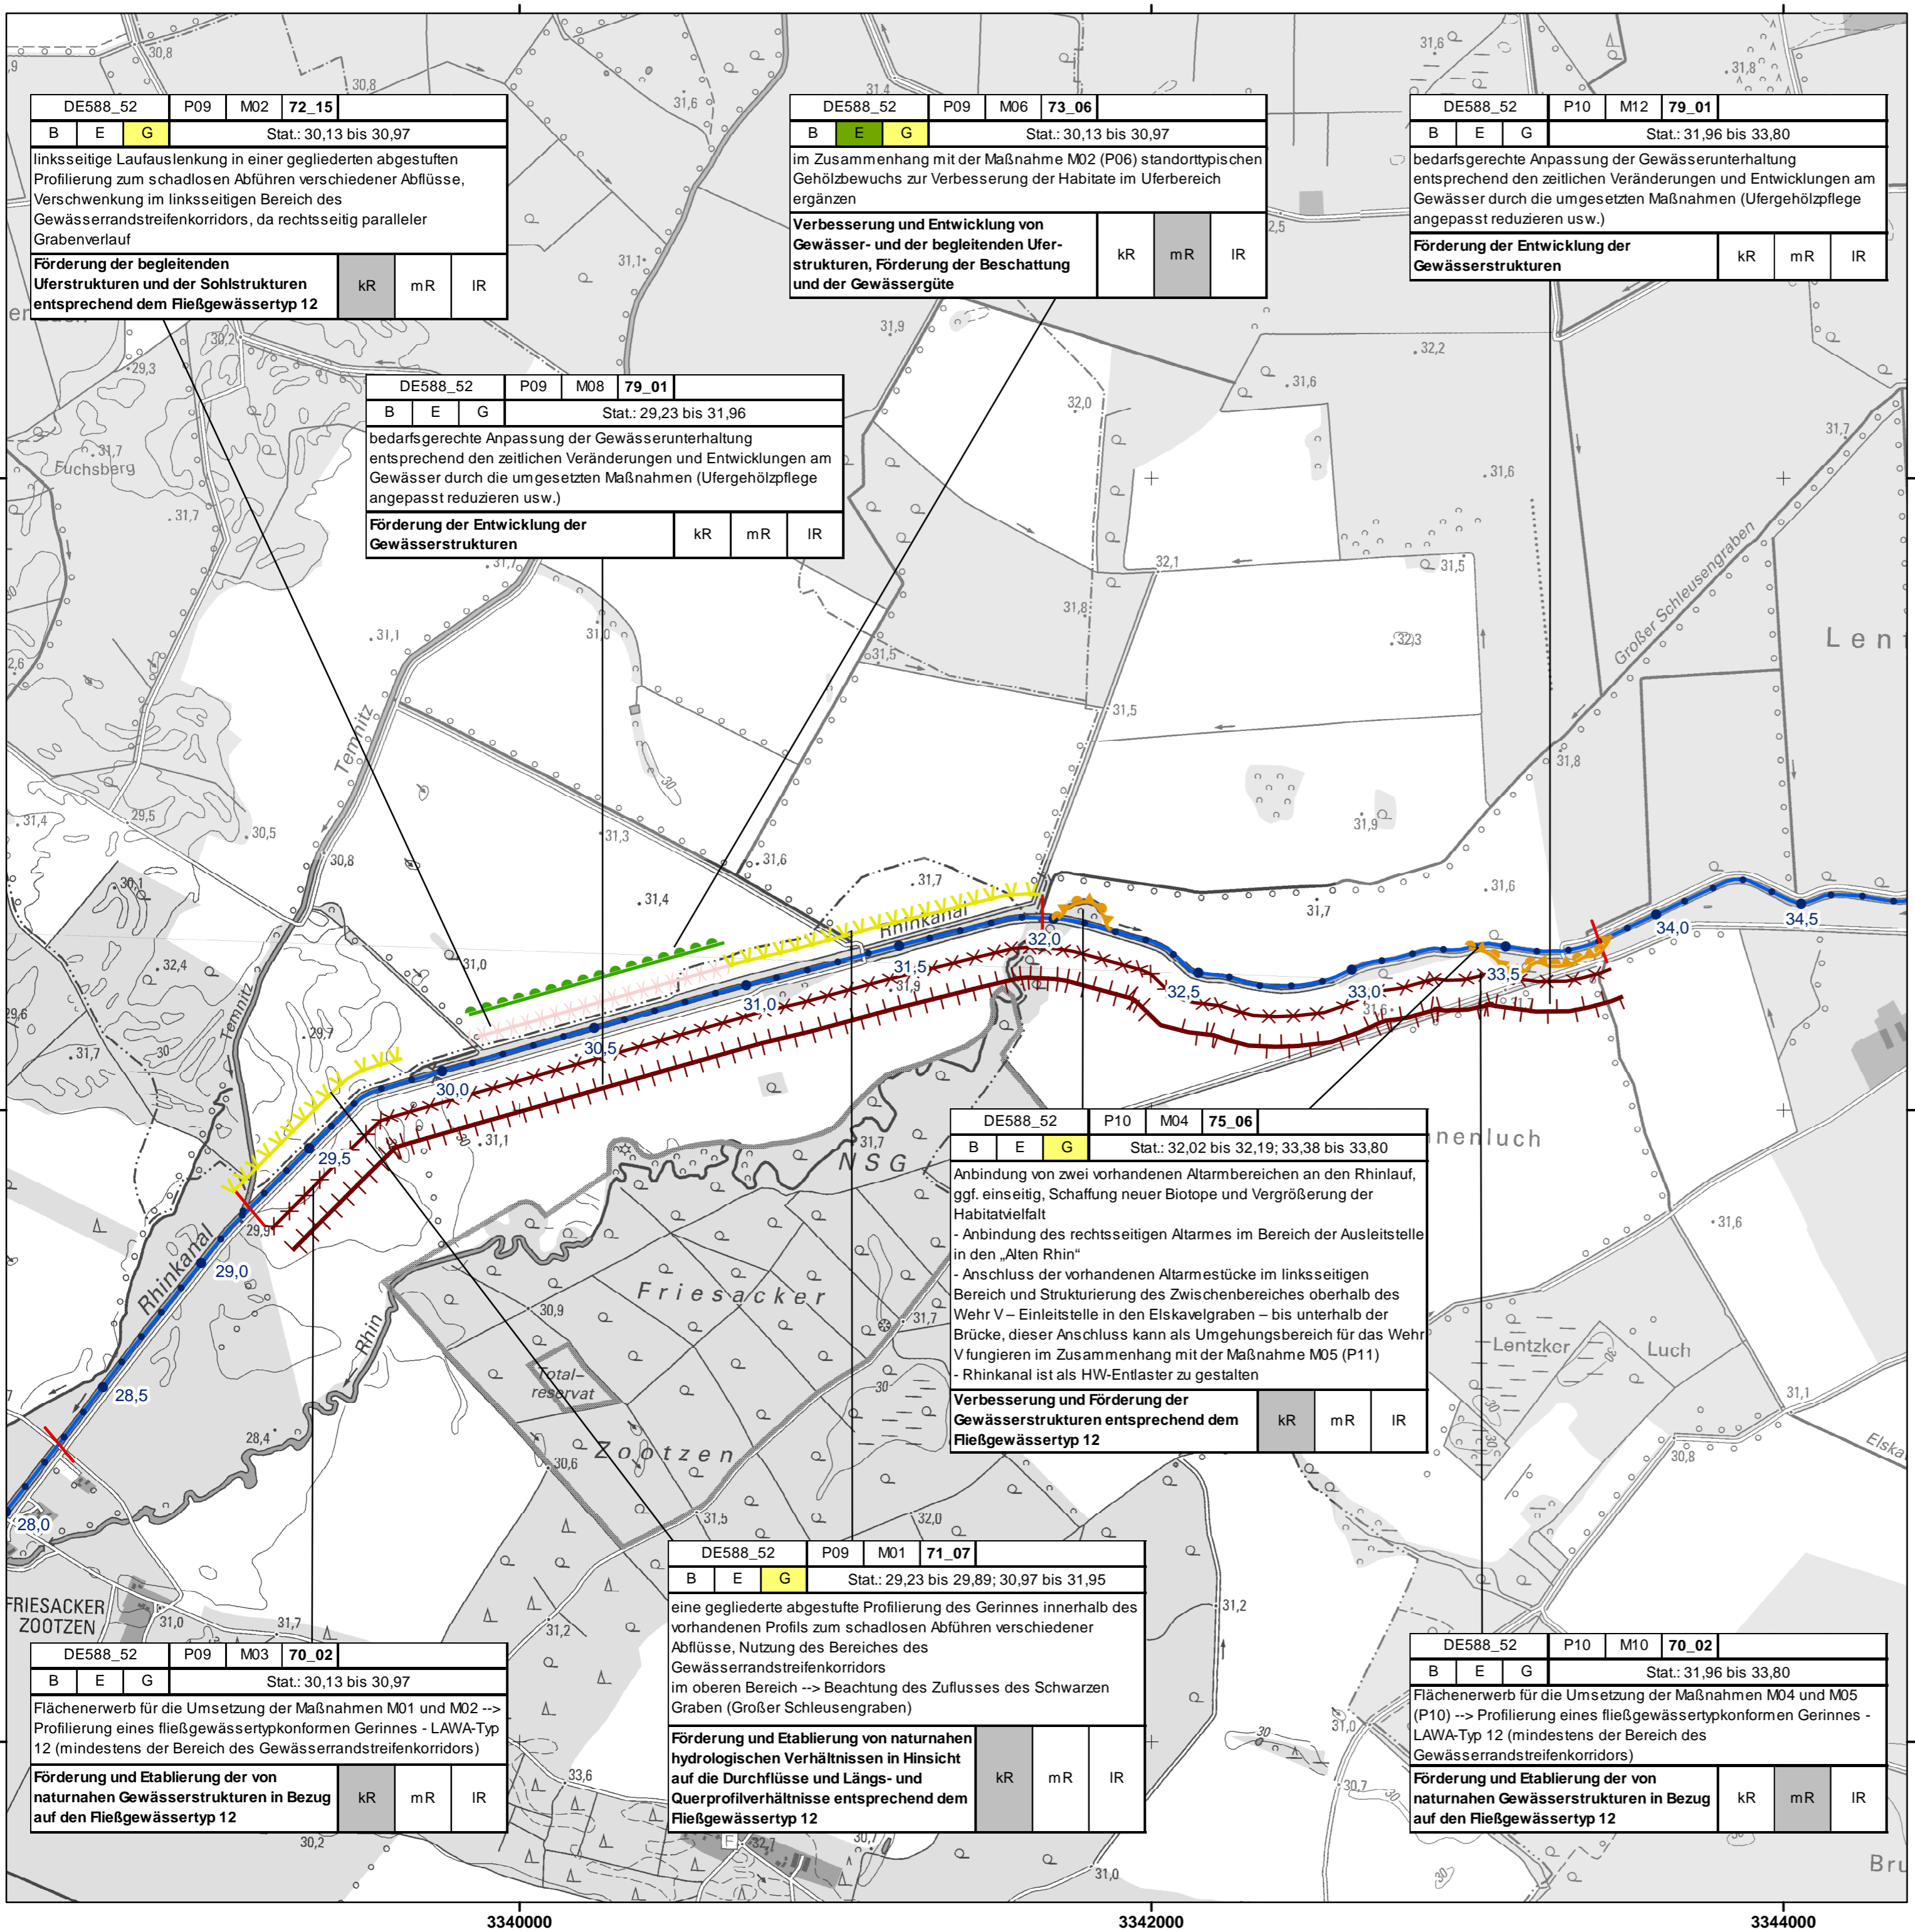 DE588_52 P09 M02 72_15
B E G Stat.: 30,13 bis 30,97
linksseitige Laufauslenkung in einer gegliederten abgestuften
Profilierung zum schadlosen Abführen verschiedener Abflüsse,
Verschwenkung im linksseitigen Bereich des
Gewässerrandstreifenkorridors, da rechtsseitig paralleler
Grabenverlauf
Förderung der begleitenden
Uferstrukturen und der Sohlstrukturen
entsprechend dem Fließgewässertyp 12
kR mR lR
DE588_52 P09 M06 73_06
B E G Stat.: 30,13 bis 30,97
im Zusammenhang mit der Maßnahme M02 (P06) standorttypischen
Gehölzbewuchs zur Verbesserung der Habitate im Uferbereich
ergänzen
Verbesserung und Entwicklung von
Gewässer- und der begleitenden Ufer-
strukturen, Förderung der Beschattung
und der Gewässergüte
kR mR lR
DE588_52 P10 M12 79_01
B E G Stat.: 31,96 bis 33,80
bedarfsgerechte Anpassung der Gewässerunterhaltung
entsprechend den zeitlichen Veränderungen und Entwicklungen am
Gewässer durch die umgesetzten Maßnahmen (Ufergehölzpflege
angepasst reduzieren usw.)
Förderung der Entwicklung der
Gewässerstrukturen
kR mR lR
DE588_52 P09 M08 79_01
B E G Stat.: 29,23 bis 31,96
bedarfsgerechte Anpassung der Gewässerunterhaltung
entsprechend den zeitlichen Veränderungen und Entwicklungen am
Gewässer durch die umgesetzten Maßnahmen (Ufergehölzpflege
angepasst reduzieren usw.)
Förderung der Entwicklung der
Gewässerstrukturen
kR mR lR
Fuchsberg
Temnitz
Temnitz
Großer Schleusengraben
Lent
Rhinkanal
Rhinkanal
Rhin
28,0
28,5
29,0
29,5
30,0
30,5
31,0
31,5
32,0
32,5
33,0
33,5
34,0
34,5
NSG
Friesacker
Zootzen
Total-
reservat
nenluch
Lentzker Luch
Elska
Bru
FRIESACKER
ZOOTZEN
DE588_52 P10 M04 75_06
B E G Stat.: 32,02 bis 32,19; 33,38 bis 33,80
Anbindung von zwei vorhandenen Altarmbereichen an den Rhinlauf,
ggf. einseitig, Schaffung neuer Biotope und Vergrößerung der
Habitatvielfalt
- Anbindung des rechtsseitigen Altarmes im Bereich der Ausleitstelle
in den „Alten Rhin“
- Anschluss der vorhandenen Altarmestücke im linksseitigen
Bereich und Strukturierung des Zwischenbereiches oberhalb des
Wehr V – Einleitstelle in den Elskavelgraben – bis unterhalb der
Brücke, dieser Anschluss kann als Umgehungsbereich für das Wehr
V fungieren im Zusammenhang mit der Maßnahme M05 (P11)
- Rhinkanal ist als HW-Entlaster zu gestalten
Verbesserung und Förderung der
Gewässerstrukturen entsprechend dem
Fließgewässertyp 12
kR mR lR
DE588_52 P09 M01 71_07
B E G Stat.: 29,23 bis 29,89; 30,97 bis 31,95
eine gegliederte abgestufte Profilierung des Gerinnes innerhalb des
vorhandenen Profils zum schadlosen Abführen verschiedener
Abflüsse, Nutzung des Bereiches des
Gewässerrandstreifenkorridors
im oberen Bereich --> Beachtung des Zuflusses des Schwarzen
Graben (Großer Schleusengraben)
Förderung und Etablierung von naturnahen
hydrologischen Verhältnissen in Hinsicht
auf die Durchflüsse und Längs- und
Querprofilverhältnisse entsprechend dem
Fließgewässertyp 12
kR mR lR
DE588_52 P09 M03 70_02
B E G Stat.: 30,13 bis 30,97
Flächenerwerb für die Umsetzung der Maßnahmen M01 und M02 -->
Profilierung eines fließgewässertypkonformen Gerinnes - LAWA-Typ
12 (mindestens der Bereich des Gewässerrandstreifenkorridors)
Förderung und Etablierung der von
naturnahen Gewässerstrukturen in Bezug
auf den Fließgewässertyp 12
kR mR lR
DE588_52 P10 M10 70_02
B E G Stat.: 31,96 bis 33,80
Flächenerwerb für die Umsetzung der Maßnahmen M04 und M05
(P10) --> Profilierung eines fließgewässertypkonformen Gerinnes -
LAWA-Typ 12 (mindestens der Bereich des
Gewässerrandstreifenkorridors)
Förderung und Etablierung der von
naturnahen Gewässerstrukturen in Bezug
auf den Fließgewässertyp 12
kR mR lR
3340000 3342000 3344000